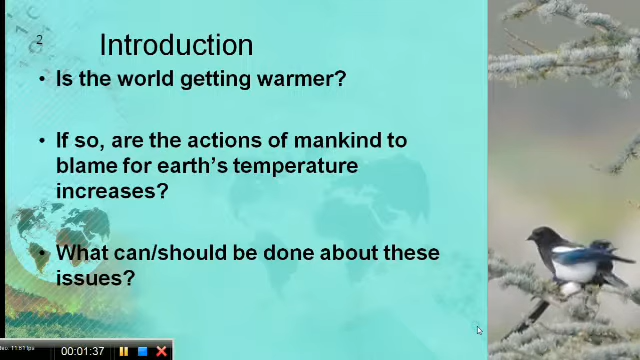 2
Introduction
• Is the world getting warmer?
• If so, are the actions of mankind to
blame for earth's temperature
increases?
• What can/should be done about these
issues?
fps
00:01:37